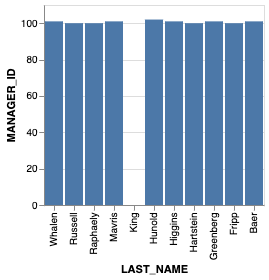 MANAGER_ID
100
80
60
40
20
0
Whalen
Russell
Raphaely
Mavris
King
Hunold
Higgins
Hartstein
Greenberg
Fripp
Baer
LAST_NAME